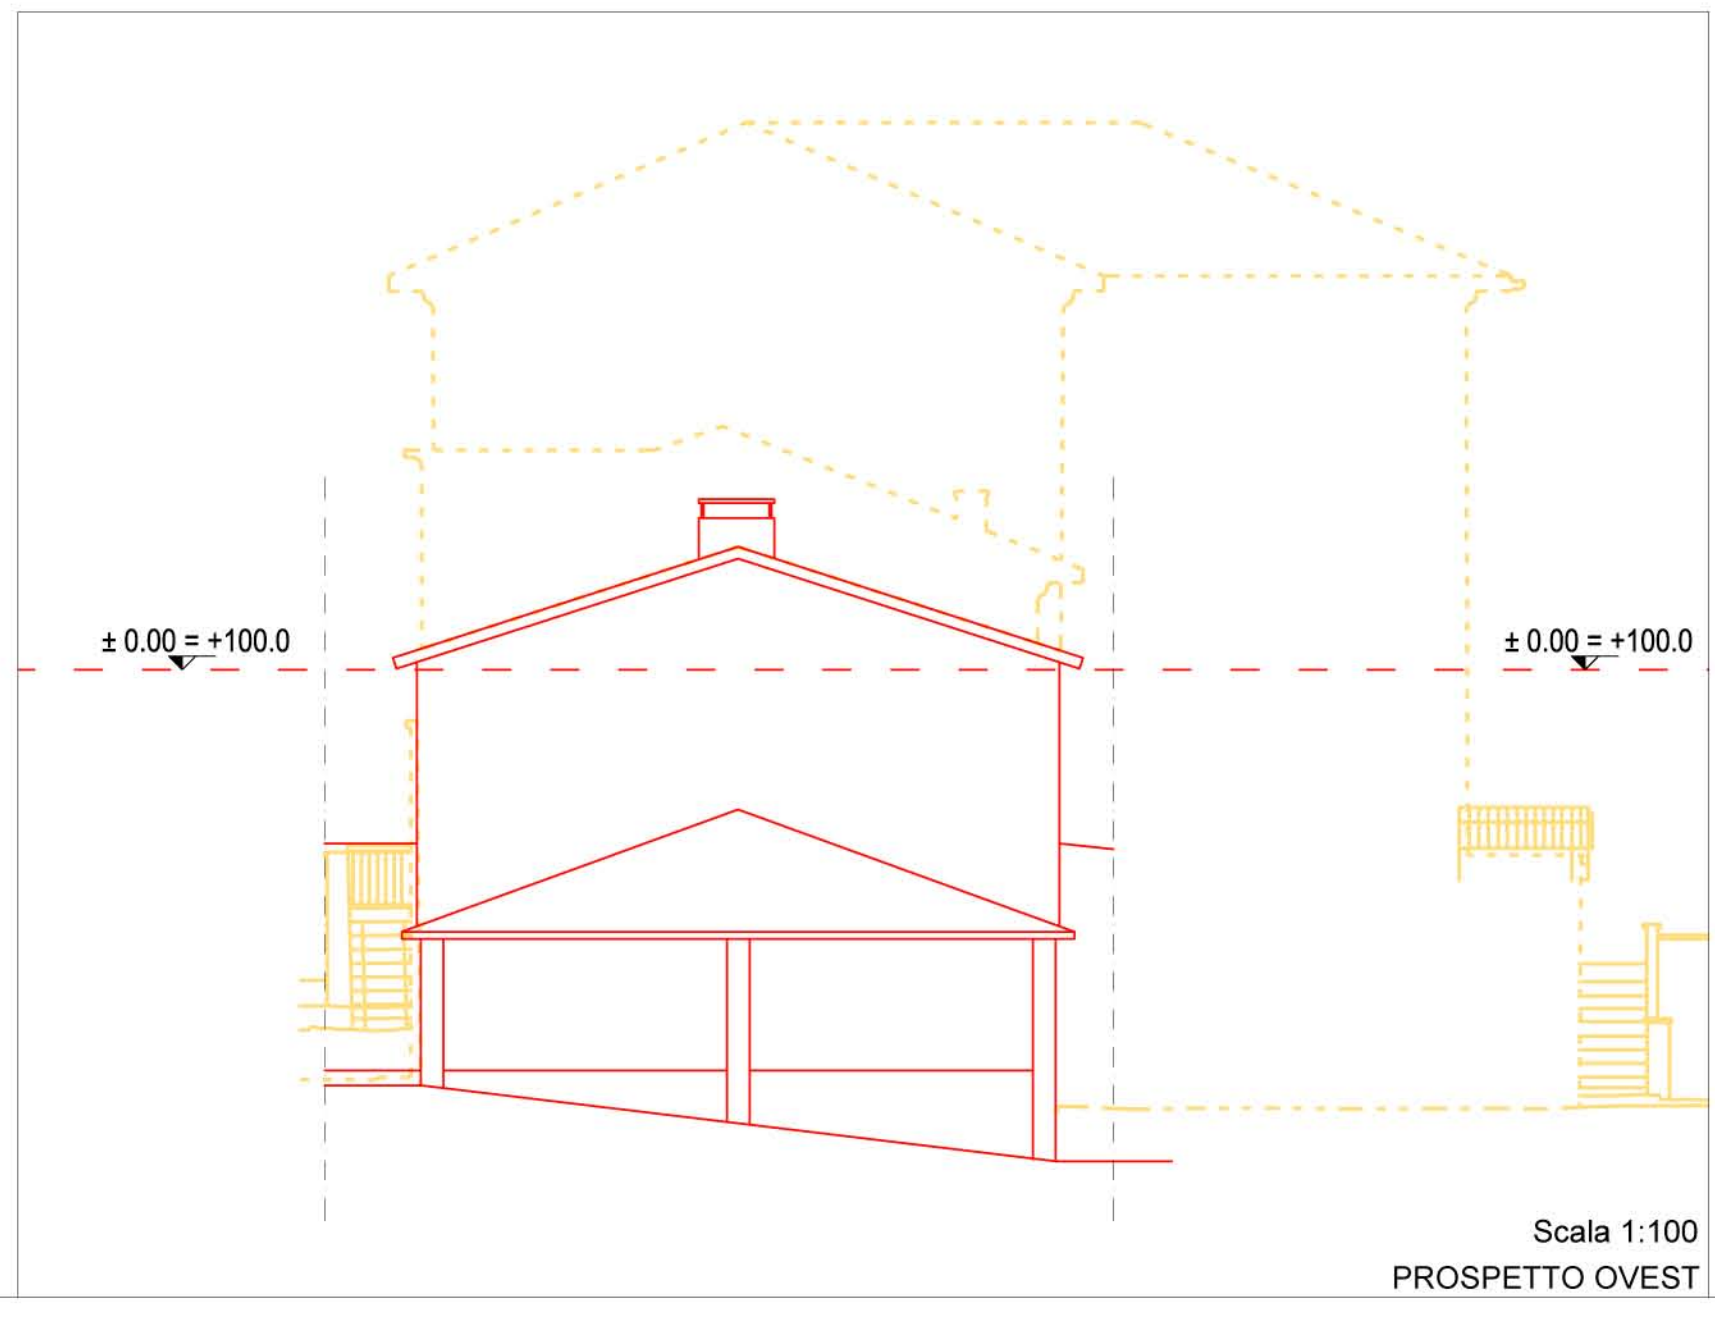 ± 0.00 = +100.0
± 0.00 = +100.0
Scala 1:100
PROSPETTO OVEST